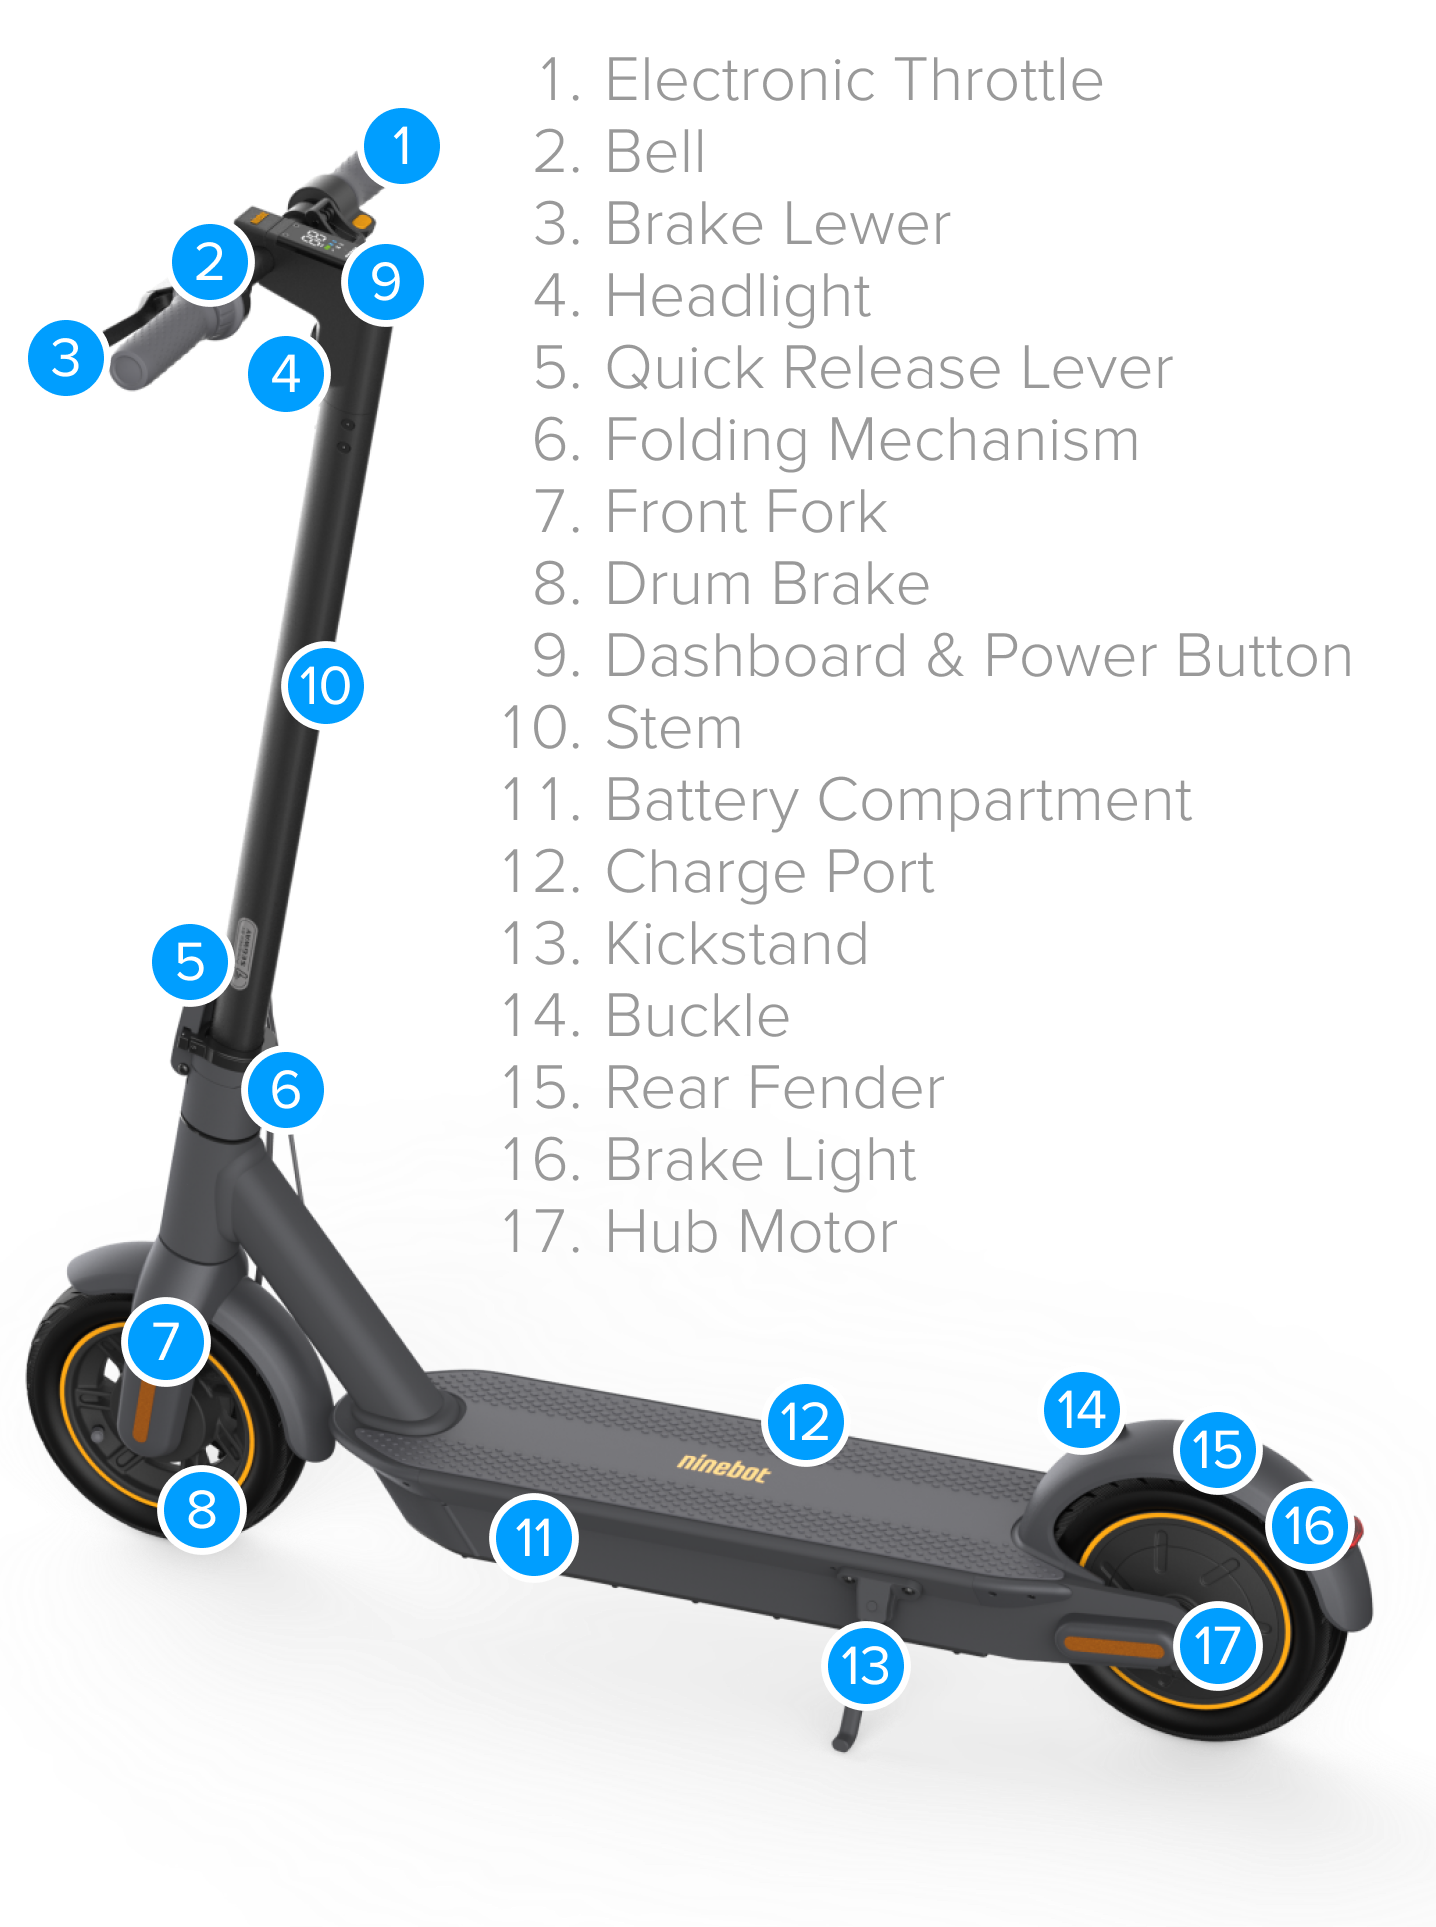 1. Electronic Throttle
2. Bell
3. Brake Lewer
4. Headlight
5. Quick Release Lever
6. Folding Mechanism
7. Front Fork
8. Drum Brake
9. Dashboard & Power Button
10. Stem
11. Battery Compartment
12. Charge Port
13. Kickstand
14. Buckle
15. Rear Fender
16. Brake Light
17. Hub Motor
1
2
9
3
4
10
SEGWAY
5
6
7
12
14
15
ninebot
8
11
16
17
13